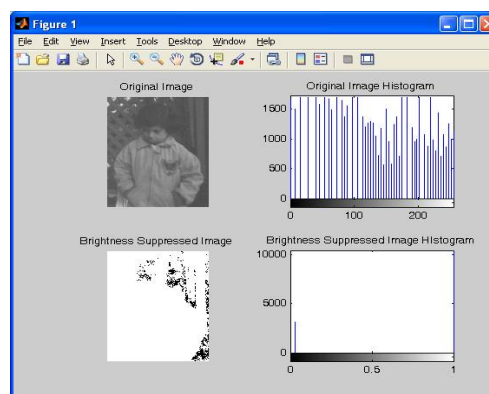 Figure 1
File Edit View Insert Tools Desktop Window Help
Original Image
Original Image Histogram
1500
1000
500
0
0 100 200
Brightness Suppressed Image
Brightness Suppressed Image HIstogram
10000
5000
0
0 0.5 1